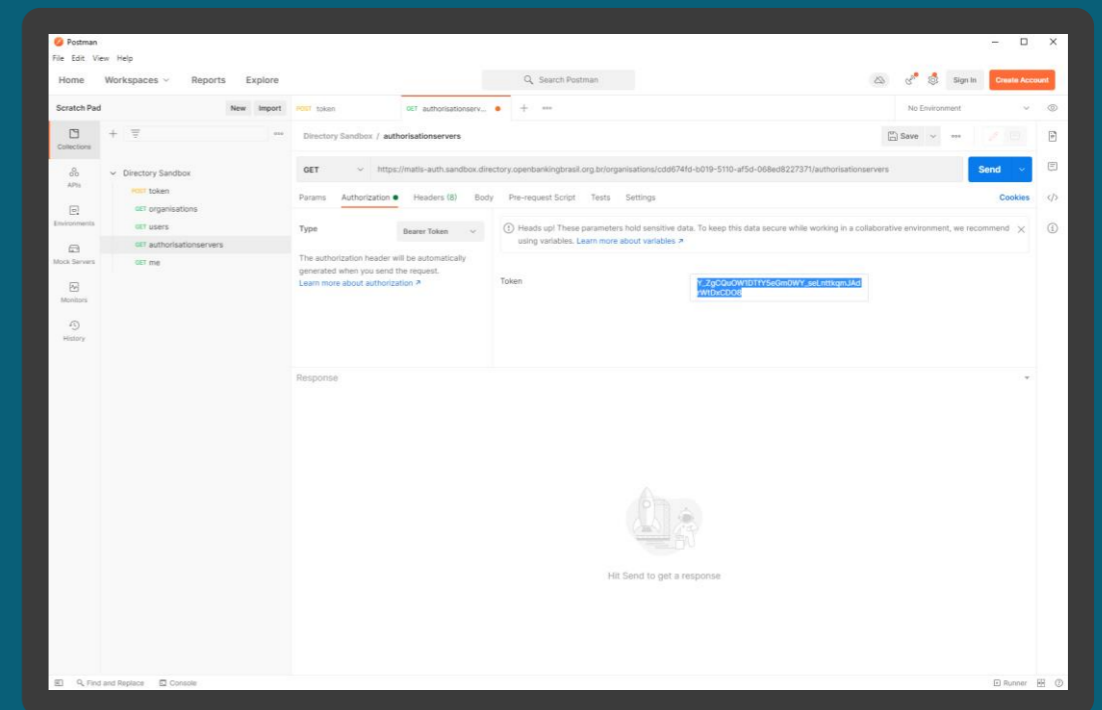 Postman
File Edit View Help
Home Workspaces Reports Explore
Search Postman
Sign In
Create Account
Scratch Pad
New Import
POST token
GET authorisationserv...
No Environment
Collections
APIs
Environments
Mock Servers
Monitors
History
Directory Sandbox
POST token
GET organisations
GET users
GET authorisationservers
GET me
Directory Sandbox / authorisationservers
Save
GET
https://matls-auth.sandbox.directory.openbankingbrasil.org.br/organisations/cdd674fd-b019-5110-af5d-068ed8227371/authorisationservers
Send
Params Authorization Headers (8) Body Pre-request Script Tests Settings
Cookies
Type
Bearer Token
The authorization header will be automatically
generated when you send the request.
Learn more about authorization
Heads up! These parameters hold sensitive data. To keep this data secure while working in a collaborative environment, we recommend
using variables. Learn more about variables
Token
Response
Hit Send to get a response
Find and Replace Console
Runner